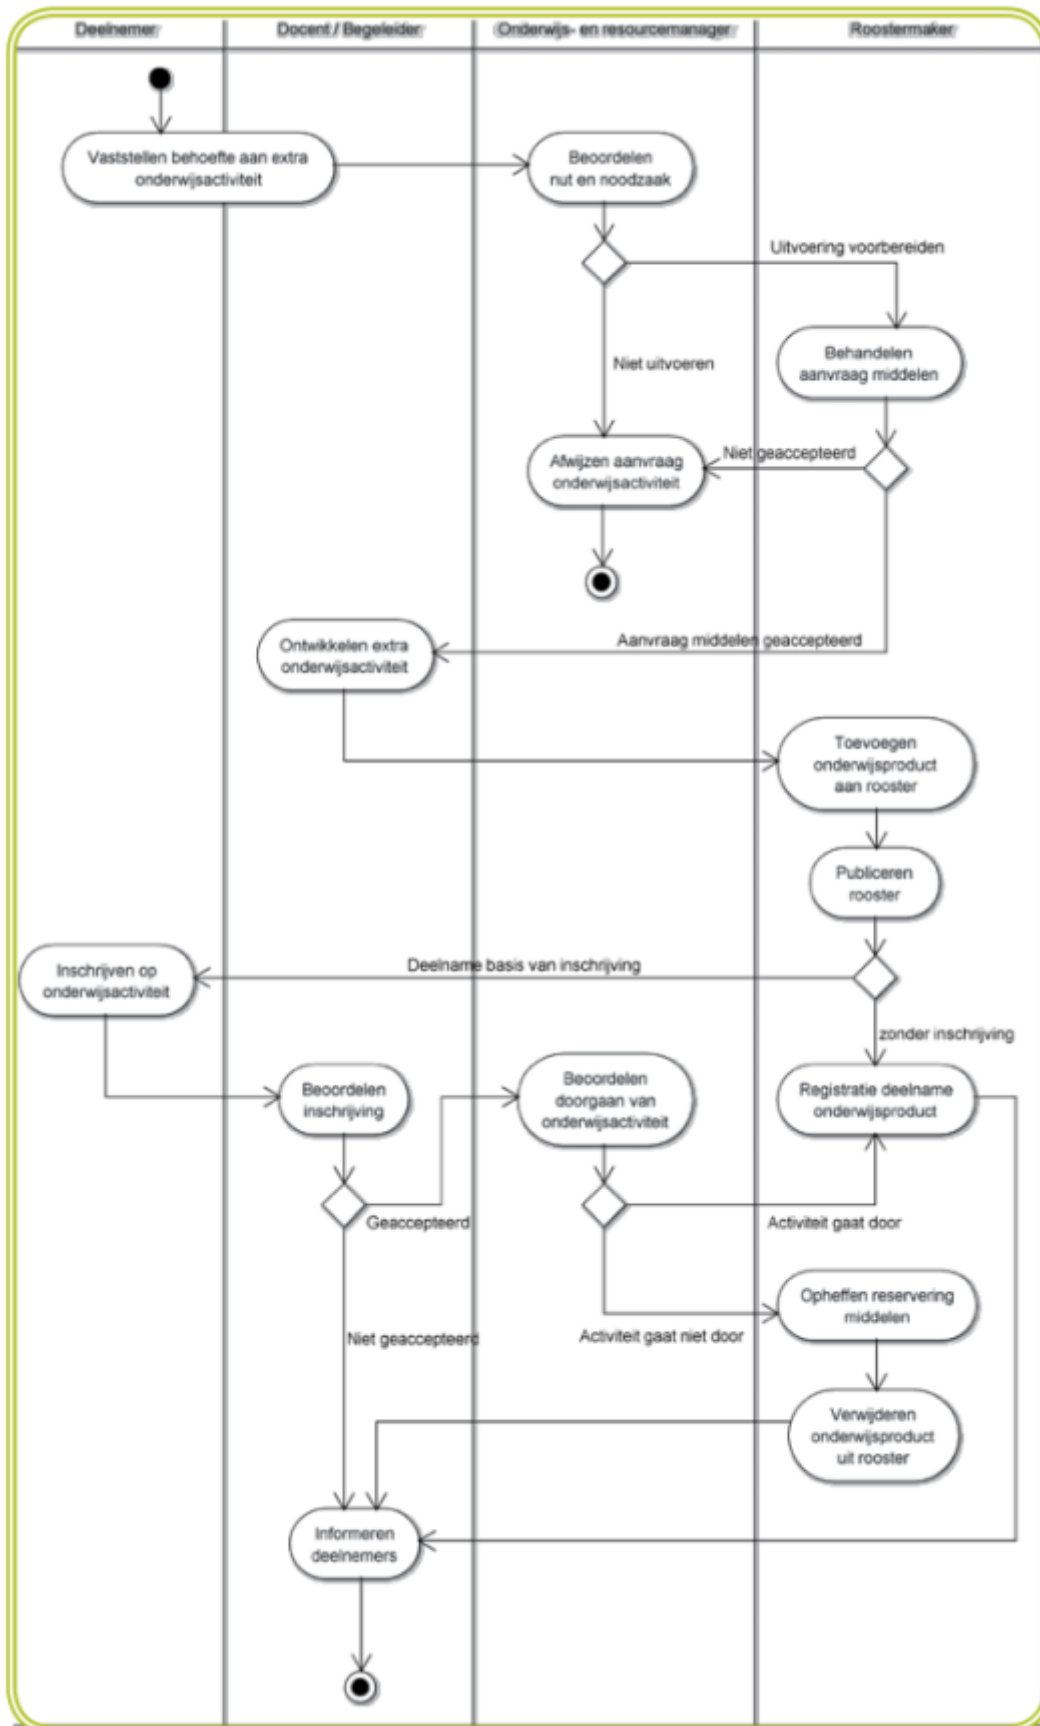 Deelnemer
Docent / Begeleider
Onderwijs- en resourcemanager
Roostermaker
Vaststellen behoefte aan extra
onderwijsactiviteit
Beoordelen
nut en noodzaak
Uitvoering voorbereiden
Niet uitvoeren
Behandelen
aanvraag middelen
Afwijzen aanvraag
onderwijsactiviteit
Niet geaccepteerd
Aanvraag middelen geaccepteerd
Ontwikkelen extra
onderwijsactiviteit
Toevoegen
onderwijsproduct
aan rooster
Publiceren
rooster
Deelname basis van inschrijving
Inschrijven op
onderwijsactiviteit
zonder inschrijving
Beoordelen
inschrijving
Beoordelen
doorgaan van
onderwijsactiviteit
Registratie deelname
onderwijsproduct
Geaccepteerd
Activiteit gaat door
Opheffen reservering
middelen
Niet geaccepteerd
Activiteit gaat niet door
Verwijderen
onderwijsproduct
uit rooster
Informeren
deelnemers